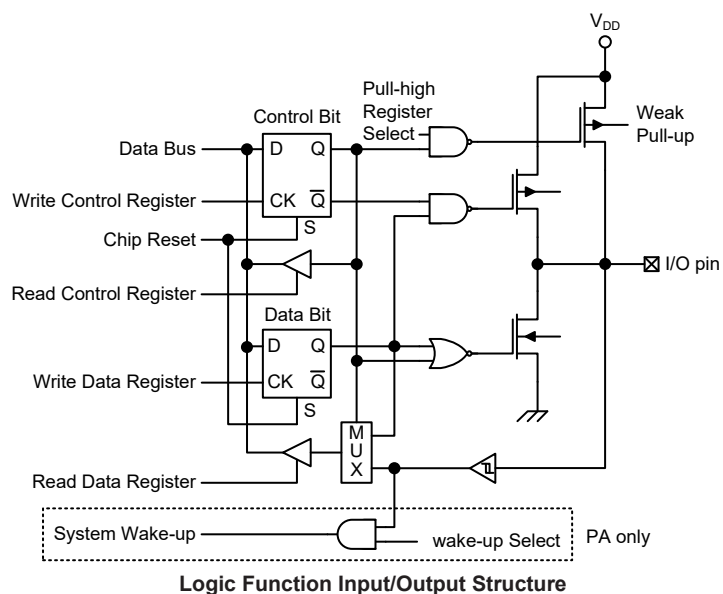 VDD
Pull-high
Register
Select
Control Bit
Weak
Pull-up
Data Bus
D
Q
Write Control Register
CK
Q̅
Chip Reset
S
I/O pin
Read Control Register
Data Bit
D
Q
Write Data Register
CK
Q̅
S
M
U
X
Read Data Register
System Wake-up
wake-up Select
PA only
Logic Function Input/Output Structure